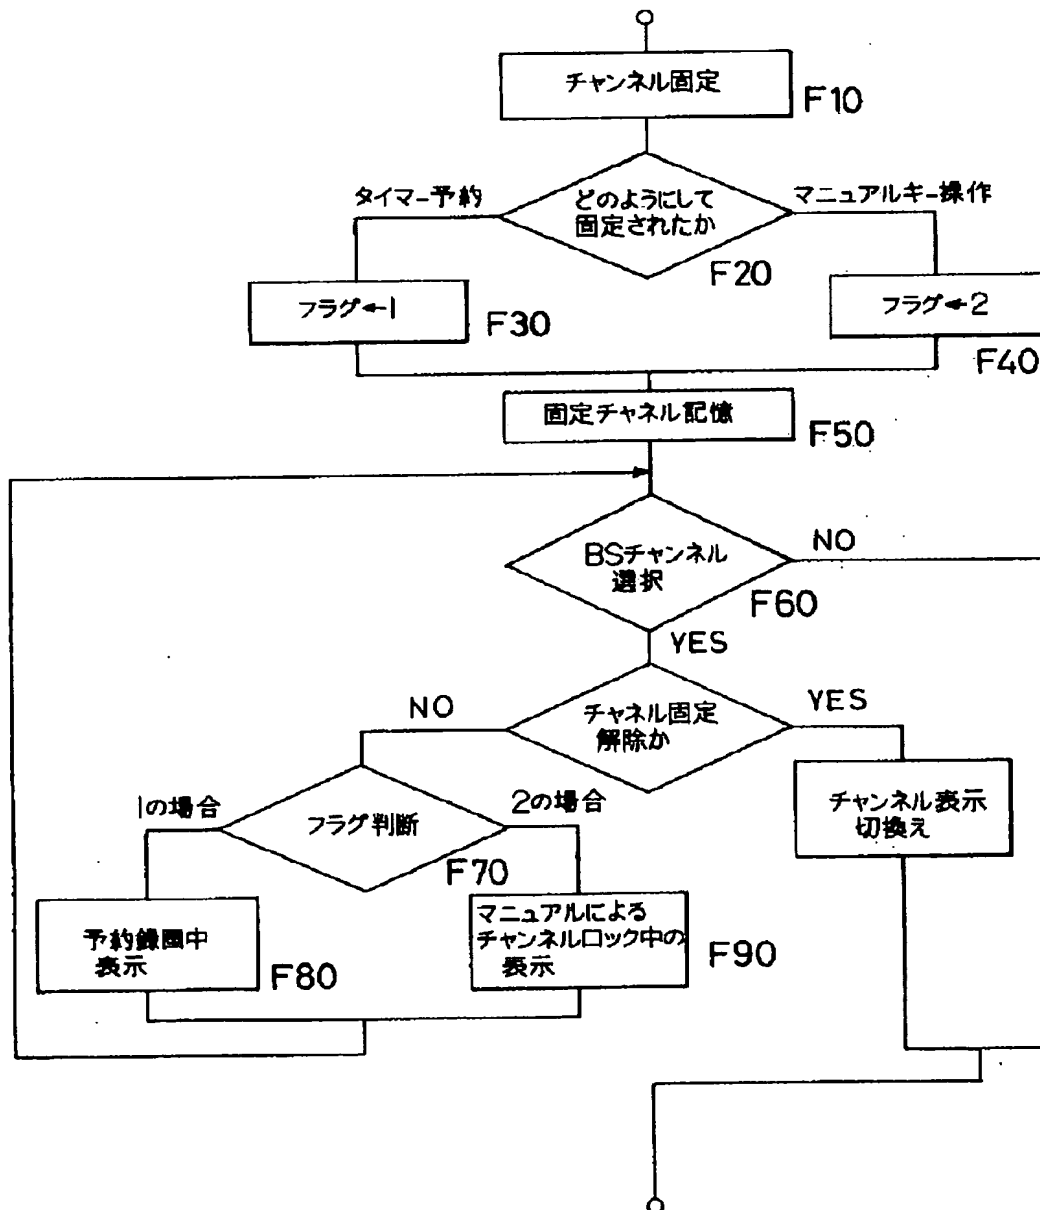 チャンネル固定
F10
タイマー予約
どのようにして
固定されたか
マニュアルキー操作
F20
フラグ←1
F30
フラグ←2
F40
固定チャネル記憶
F50
BSチャンネル
選択
NO
F60
YES
NO
チャネル固定
解除か
YES
1の場合
フラグ判断
2の場合
チャンネル表示
切換え
F70
予約録画中
表示
F80
マニュアルによる
チャンネルロック中の
表示
F90